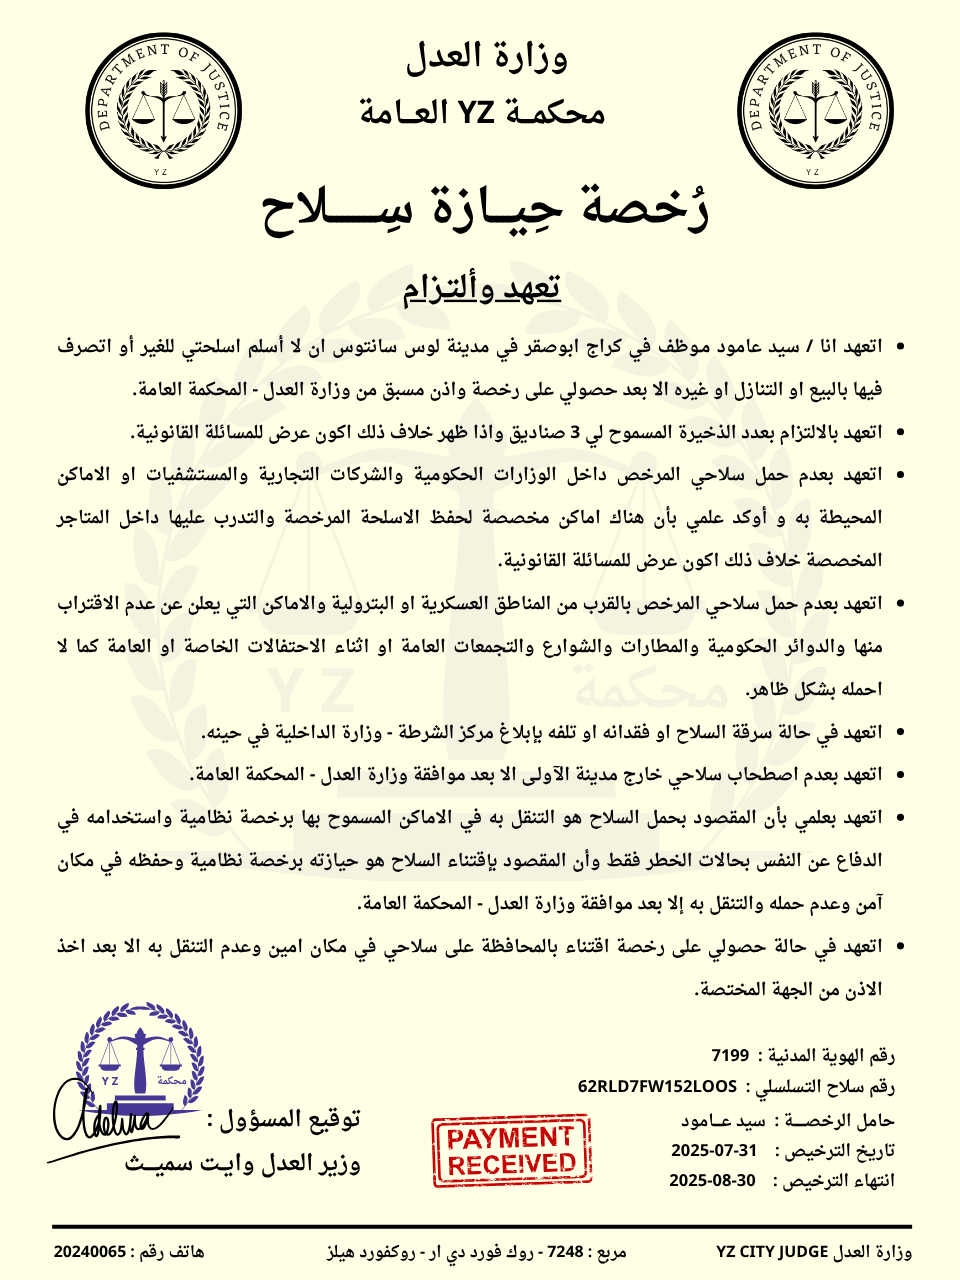 DEPARTMENT OF JUSTICE
YZ
وزارة العدل
محكمـة YZ العـامة
DEPARTMENT OF JUSTICE
YZ
رُخصة حِيـازة سِـــلاح
تعهد وألتزام
اتعهد انا / سيد عامود موظف في كراج ابوصقر في مدينة لوس سانتوس ان لا أسلم اسلحتي للغير أو اتصرف
فيها بالبيع او التنازل او غيره الا بعد حصولي على رخصة واذن مسبق من وزارة العدل - المحكمة العامة.
اتعهد بالالتزام بعدد الذخيرة المسموح لي 3 صناديق واذا ظهر خلاف ذلك اكون عرض للمسائلة القانونية.
اتعهد بعدم حمل سلاحي المرخص داخل الوزارات الحكومية والشركات التجارية والمستشفيات او الاماكن
المحيطة به و أوكد علمي بأن هناك اماكن مخصصة لحفظ الاسلحة المرخصة والتدرب عليها داخل المتاجر
المخصصة خلاف ذلك اكون عرض للمسائلة القانونية.
اتعهد بعدم حمل سلاحي المرخص بالقرب من المناطق العسكرية او البترولية والاماكن التي يعلن عن عدم الاقتراب
منها والدوائر الحكومية والمطارات والشوارع والتجمعات العامة او اثناء الاحتفالات الخاصة او العامة كما لا
احمله بشكل ظاهر.
اتعهد في حالة سرقة السلاح او فقدانه او تلفه بإبلاغ مركز الشرطة - وزارة الداخلية في حينه.
اتعهد بعدم اصطحاب سلاحي خارج مدينة الآولى الا بعد موافقة وزارة العدل - المحكمة العامة.
اتعهد بعلمي بأن المقصود بحمل السلاح هو التنقل به في الاماكن المسموح بها برخصة نظامية واستخدامه في
الدفاع عن النفس بحالات الخطر فقط وأن المقصود بإقتناء السلاح هو حيازته برخصة نظامية وحفظه في مكان
آمن وعدم حمله والتنقل به إلا بعد موافقة وزارة العدل - المحكمة العامة.
اتعهد في حالة حصولي على رخصة اقتناء بالمحافظة على سلاحي في مكان امين وعدم التنقل به الا بعد اخذ
الاذن من الجهة المختصة.
محكمة YZ
رقم الهوية المدنية : 7199
رقم سلاح التسلسلي : 62RLD7FW152LOOS
حامل الرخصــة : سيد عـامود
تاريخ الترخيص : 2025-07-31
انتهاء الترخيص : 2025-08-30
PAYMENT
RECEIVED
محكمة YZ
توقيع المسؤول :
Adelina
وزير العدل وايت سميــث
وزارة العدل YZ CITY JUDGE
مربع : 7248 - روك فورد دي ار - روكفورد هيلز
هاتف رقم : 20240065